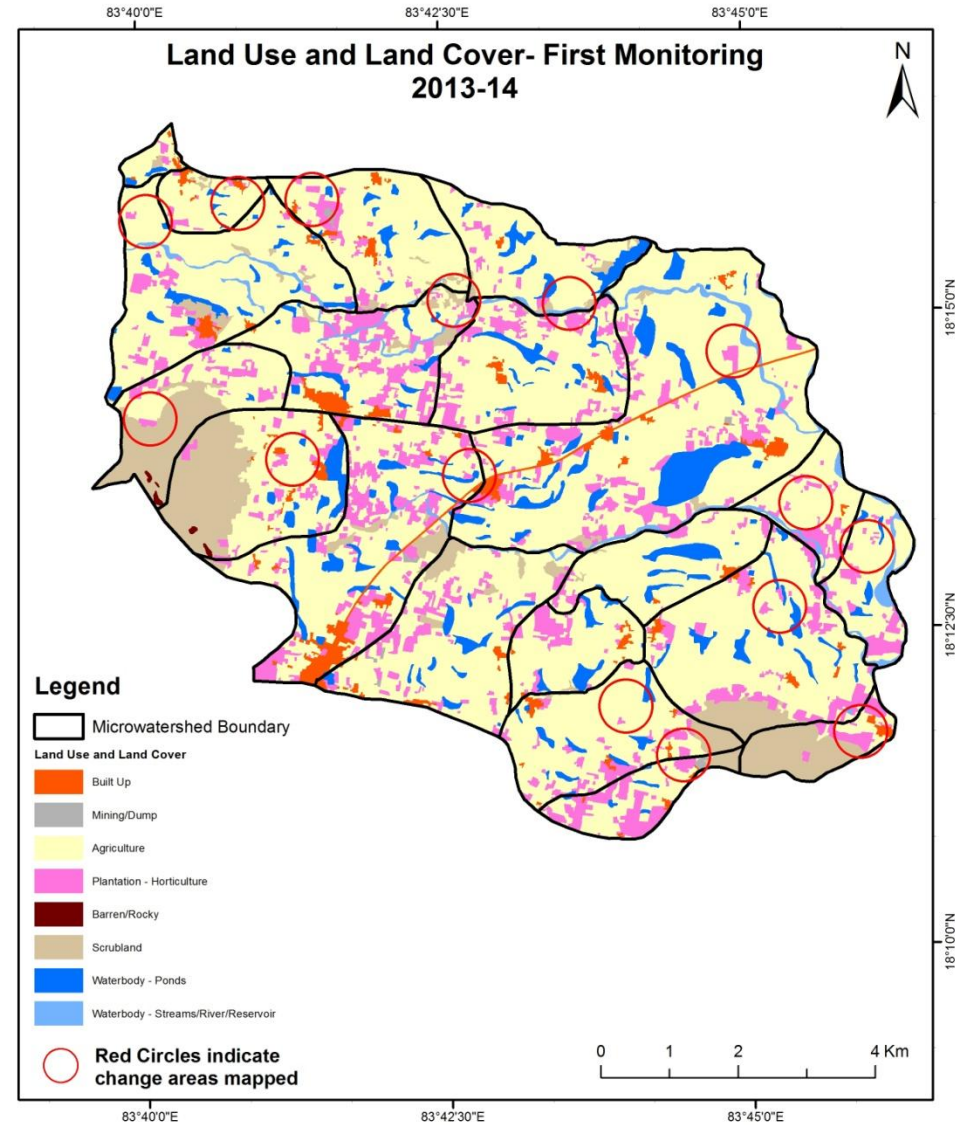 83°40'0"E
83°42'30"E
83°45'0"E
Land Use and Land Cover- First Monitoring
2013-14
N
18°15'0"N
18°12'30"N
18°10'0"N
Legend
Microwatershed Boundary
Land Use and Land Cover
Built Up
Mining/Dump
Agriculture
Plantation - Horticulture
Barren/Rocky
Scrubland
Waterbody - Ponds
Waterbody - Streams/River/Reservoir
Red Circles indicate
change areas mapped
0 1 2 4 Km
83°40'0"E
83°42'30"E
83°45'0"E